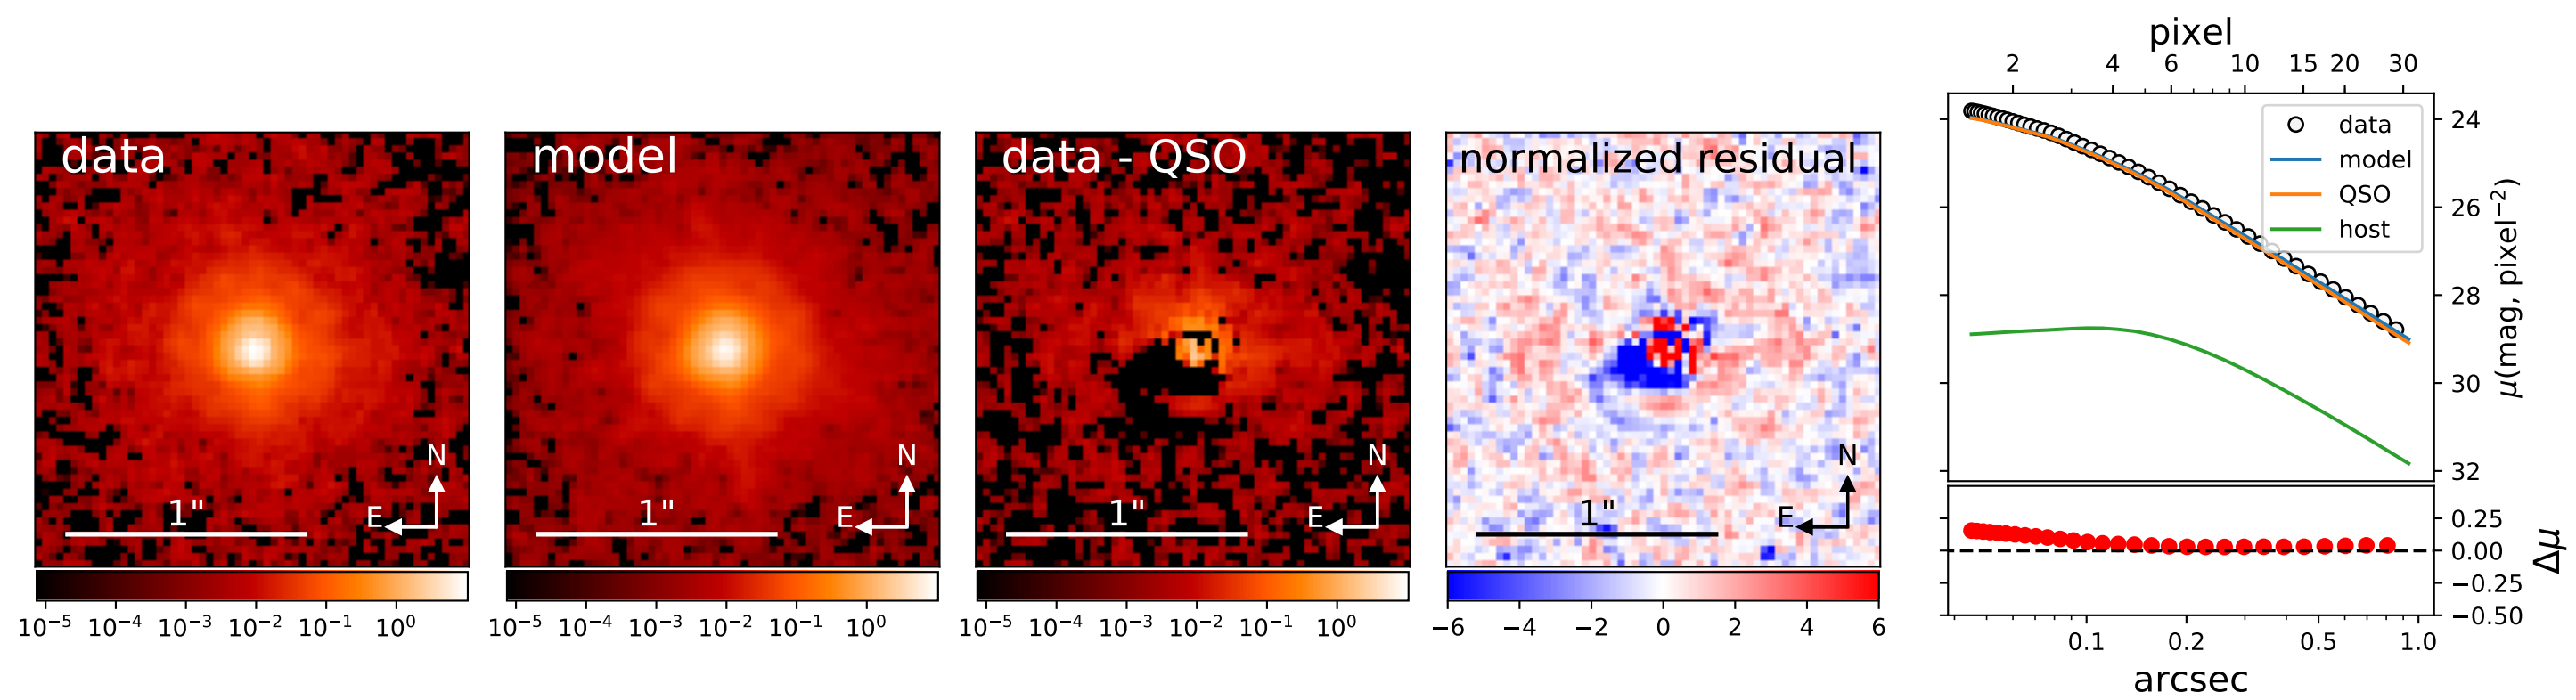 data
N
E
1"
10⁻⁵ 10⁻⁴ 10⁻³ 10⁻² 10⁻¹ 10⁰
model
N
E
1"
10⁻⁵ 10⁻⁴ 10⁻³ 10⁻² 10⁻¹ 10⁰
data - QSO
N
E
1"
10⁻⁵ 10⁻⁴ 10⁻³ 10⁻² 10⁻¹ 10⁰
normalized residual
N
E
1"
−6 −4 −2 0 2 4 6
pixel
2 4 6 10 15 20 30
data
model
QSO
host
24
26
28
30
32
μ(mag, pixel⁻²)
0.25
0.00
−0.25
−0.50
Δμ
0.1 0.2 0.5 1.0
arcsec